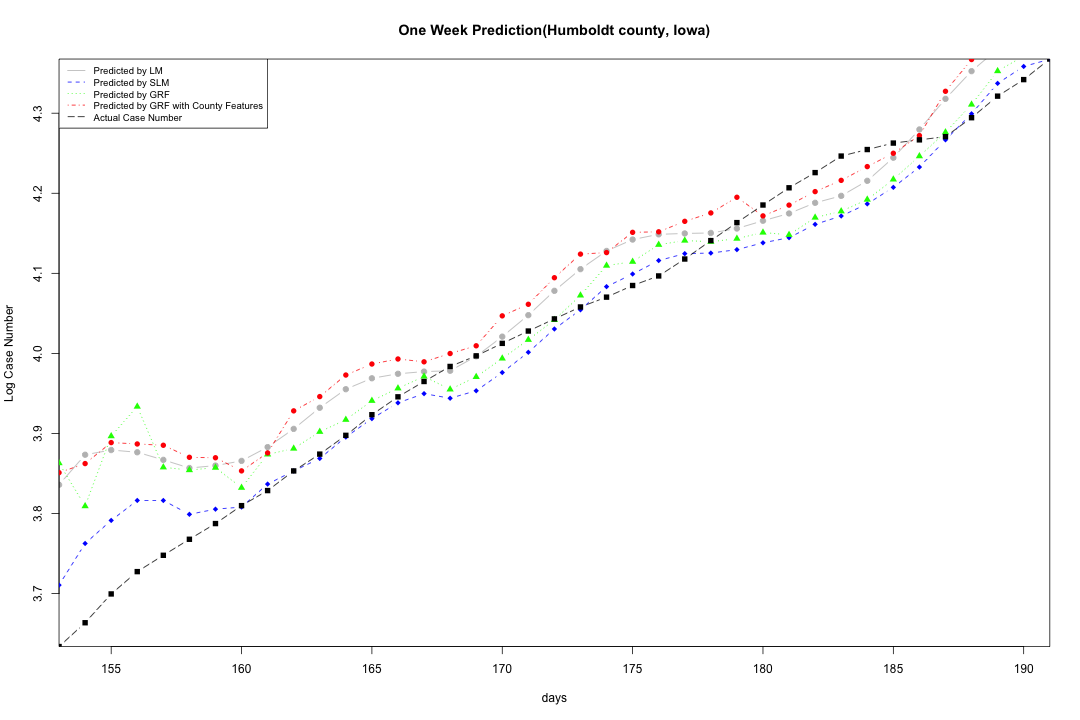 One Week Prediction(Humboldt county, Iowa)
Predicted by LM
Predicted by SLM
Predicted by GRF
Predicted by GRF with County Features
Actual Case Number
Log Case Number
4.3
4.2
4.1
4.0
3.9
3.8
3.7
155 160 165 170 175 180 185 190
days